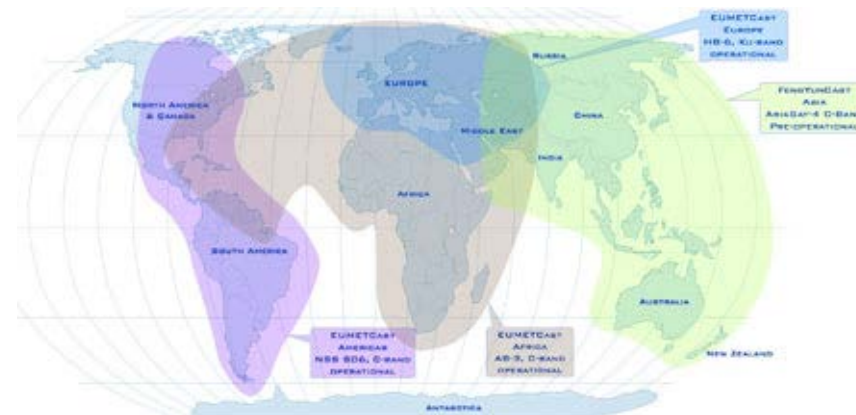 EUMETCAST
EUROPE
HB-6, KU-BAND
OPERATIONAL
RUSSIA
EUROPE
FENGYUNCAST
ASIA
ASIASAT-4 C-BAND
PRE-OPERATIONAL
NORTH AMERICA
& CANADA
CHINA
MIDDLE EAST
INDIA
AFRICA
SOUTH AMERICA
AUSTRALIA
EUMETCAST
AMERICAS
NSS 806, C-BAND
OPERATIONAL
EUMETCAST
AFRICA
AB-3, C-BAND
OPERATIONAL
NEW ZEALAND
ANTARCTICA